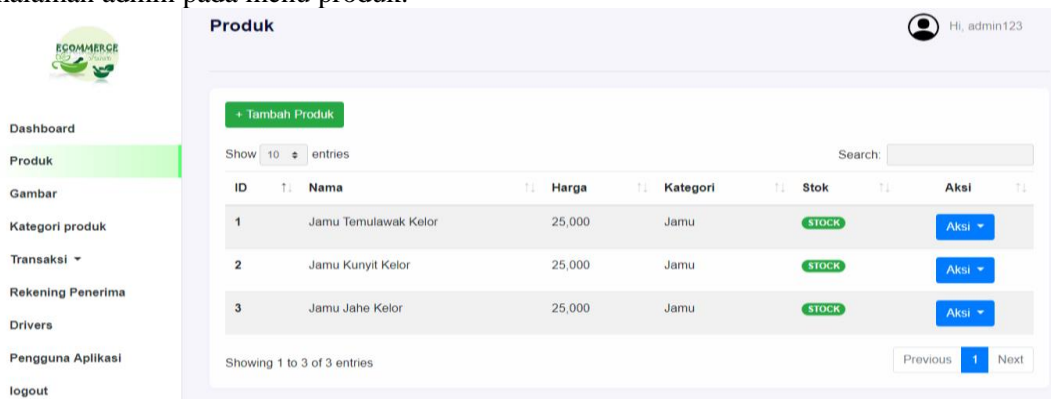 halaman admin pada menu produk.
ECOMMERCE
Produk
Hi, admin123
Dashboard
Produk
Gambar
Kategori produk
Transaksi
Rekening Penerima
Drivers
Pengguna Aplikasi
logout
+ Tambah Produk
Show 10 entries
Search:
ID Nama Harga Kategori Stok Aksi
1 Jamu Temulawak Kelor 25,000 Jamu STOCK Aksi
2 Jamu Kunyit Kelor 25,000 Jamu STOCK Aksi
3 Jamu Jahe Kelor 25,000 Jamu STOCK Aksi
Showing 1 to 3 of 3 entries
Previous 1 Next